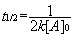 t1/2 = 1/2k[A]0